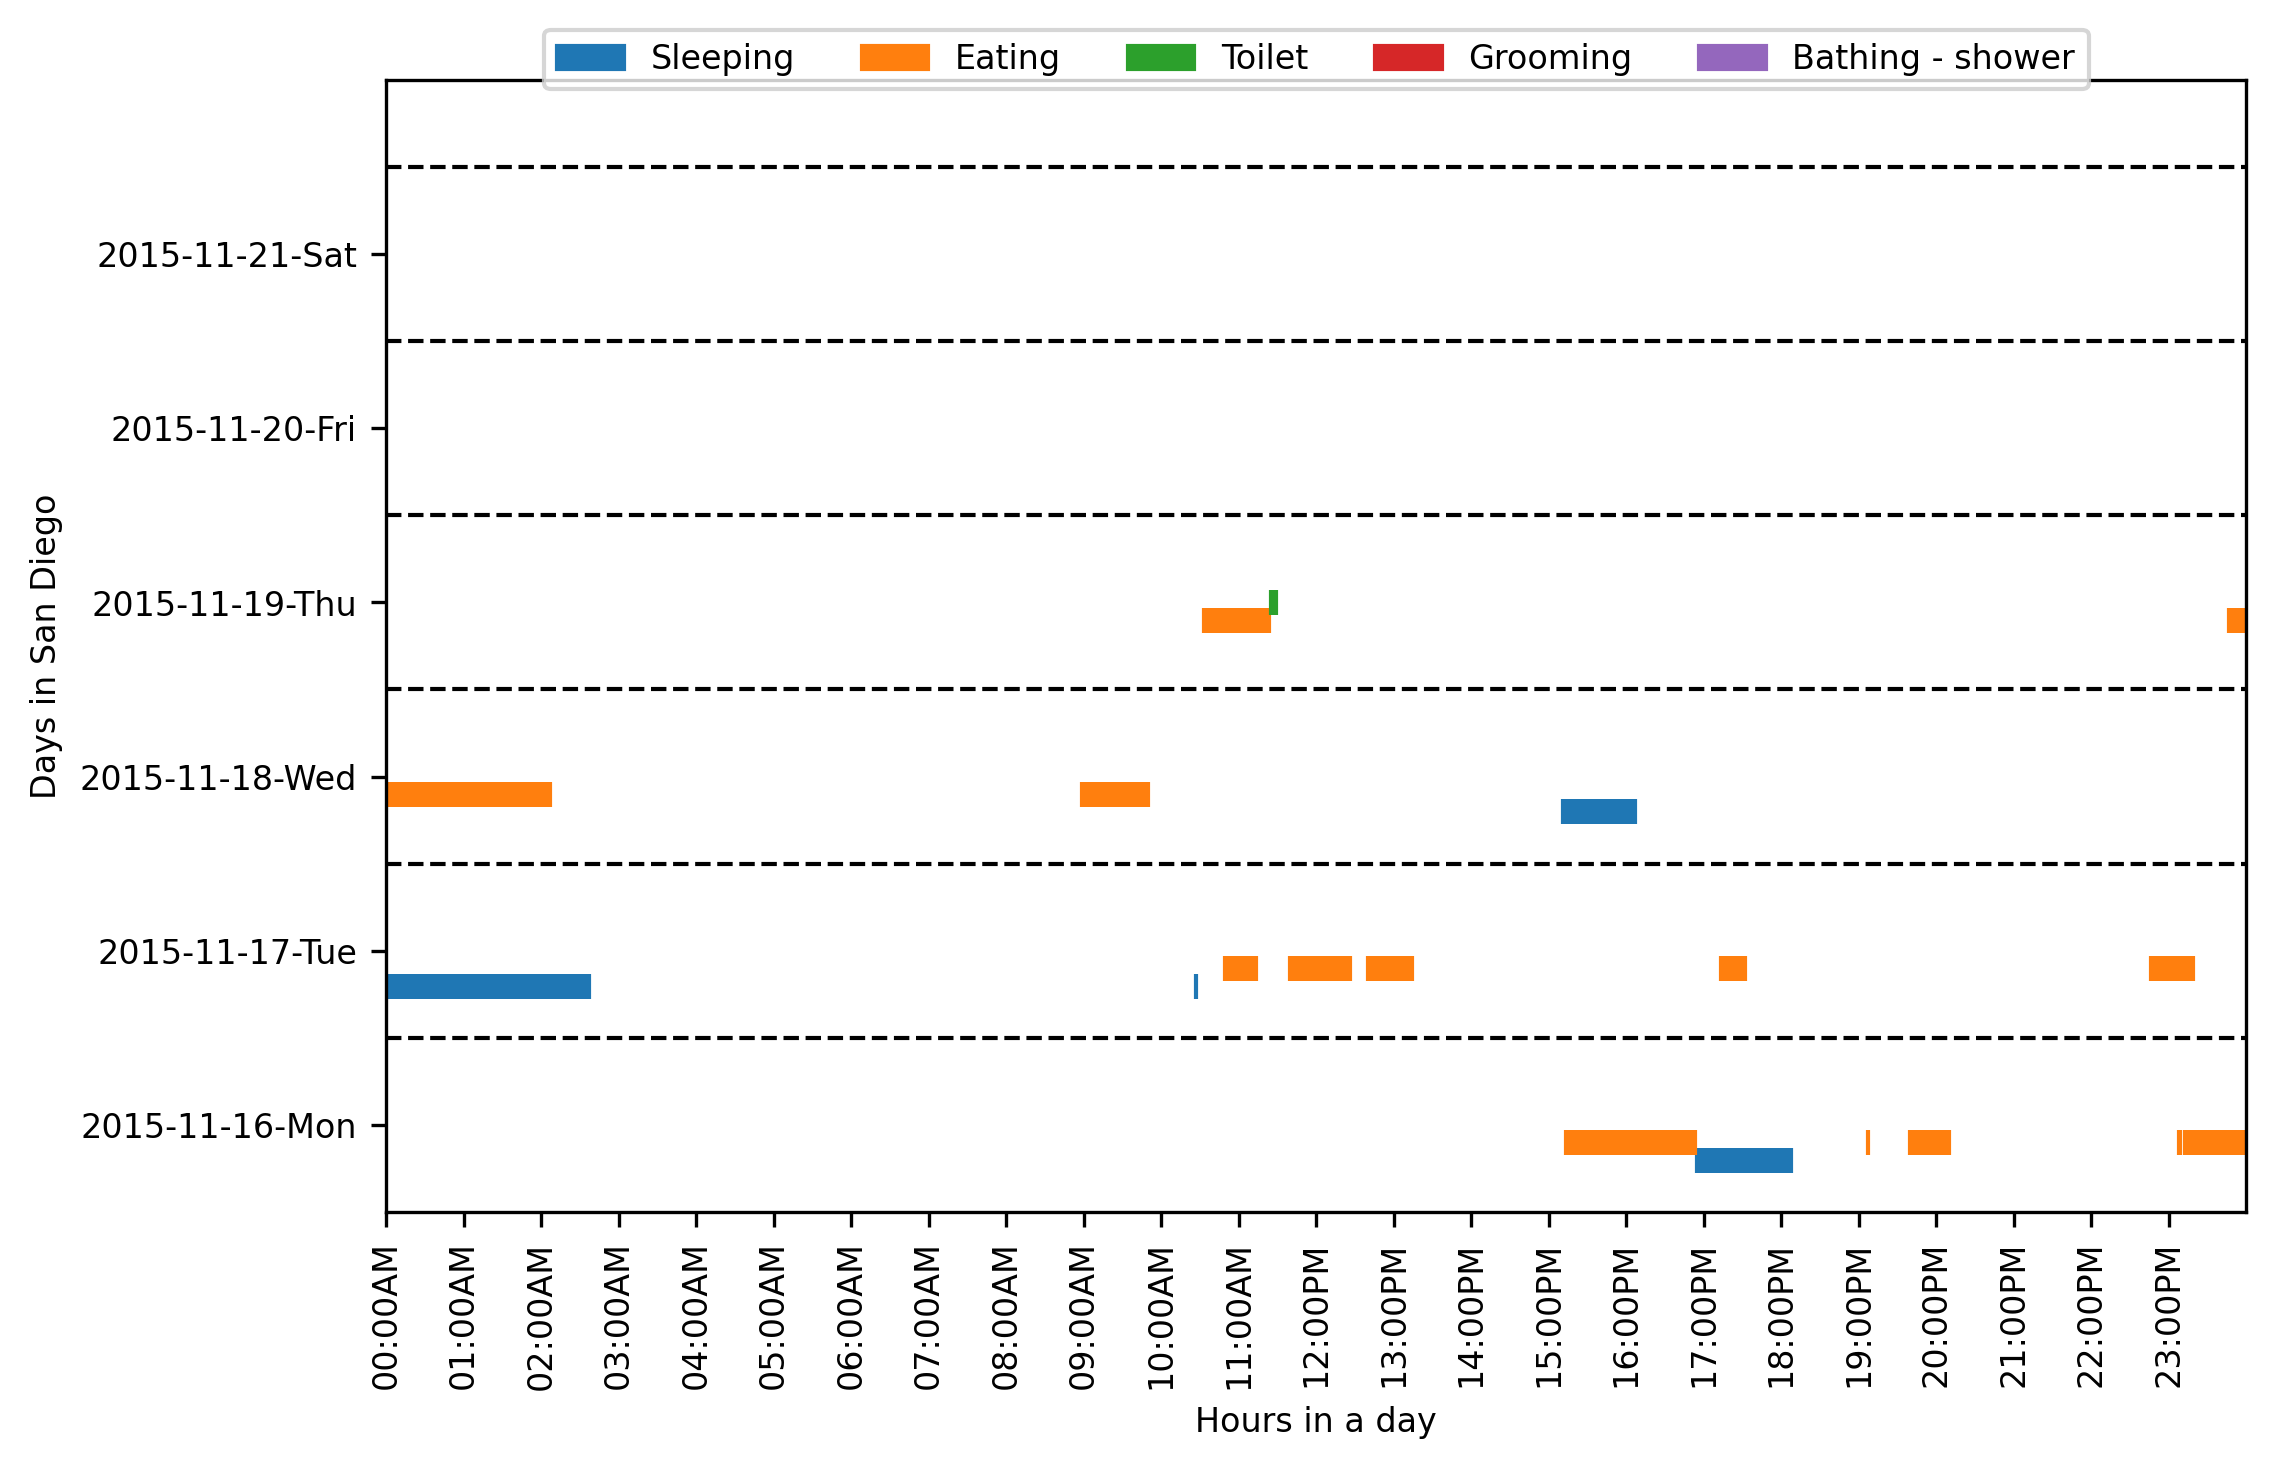 Sleeping Eating Toilet Grooming Bathing - shower
Days in San Diego
2015-11-21-Sat
2015-11-20-Fri
2015-11-19-Thu
2015-11-18-Wed
2015-11-17-Tue
2015-11-16-Mon
00:00AM
01:00AM
02:00AM
03:00AM
04:00AM
05:00AM
06:00AM
07:00AM
08:00AM
09:00AM
10:00AM
11:00AM
12:00PM
13:00PM
14:00PM
15:00PM
16:00PM
17:00PM
18:00PM
19:00PM
20:00PM
21:00PM
22:00PM
23:00PM
Hours in a day